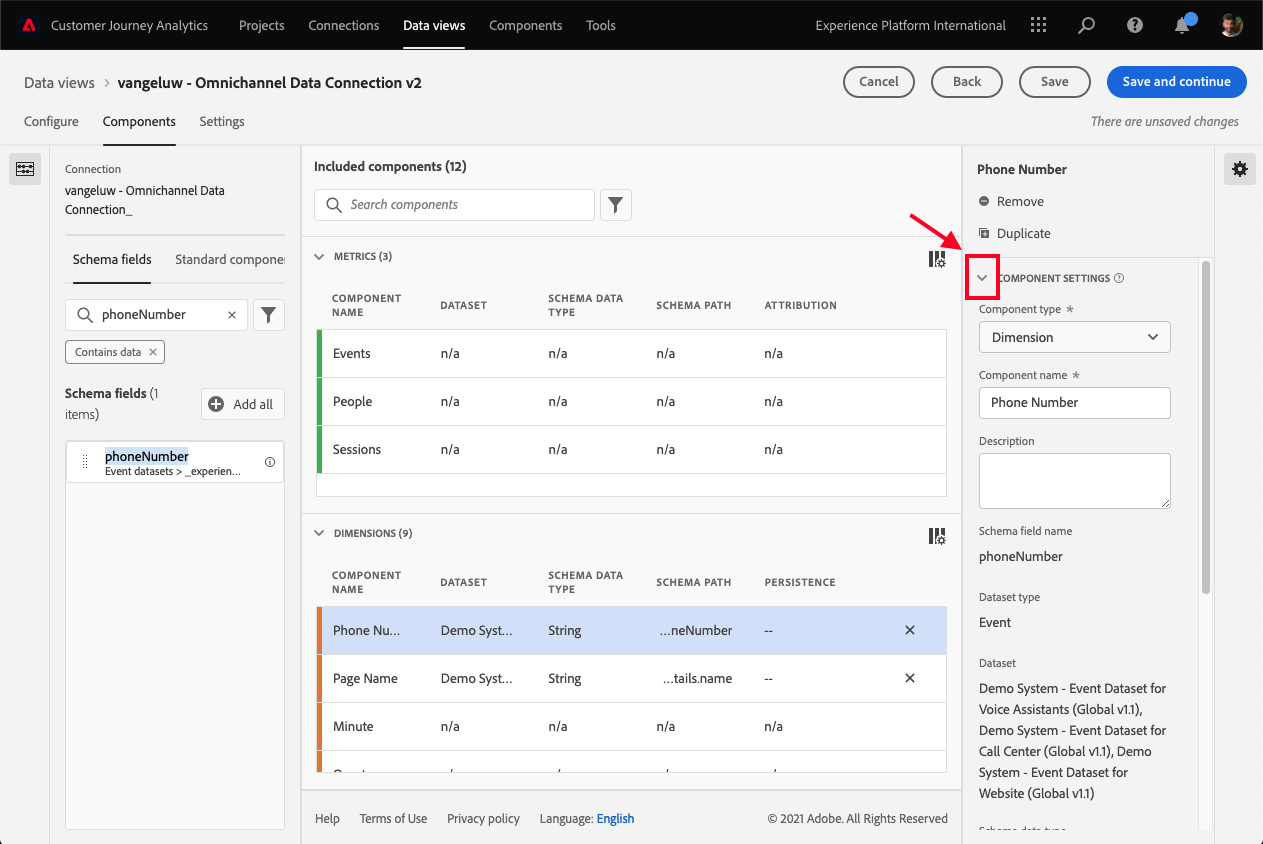 Customer Journey Analytics Projects Connections Data views Components Tools Experience Platform International
Data views > vangeluw - Omnichannel Data Connection v2 Cancel Back Save Save and continue
Configure Components Settings There are unsaved changes
Connection
vangeluw - Omnichannel Data
Connection_
Schema fields Standard compone
phoneNumber
Contains data
Schema fields (1
items)
Add all
phoneNumber
Event datasets > _experien...
Included components (12)
Search components
METRICS (3)
COMPONENT NAME DATASET SCHEMA DATA TYPE SCHEMA PATH ATTRIBUTION
Events n/a n/a n/a n/a
People n/a n/a n/a n/a
Sessions n/a n/a n/a n/a
DIMENSIONS (9)
COMPONENT NAME DATASET SCHEMA DATA TYPE SCHEMA PATH PERSISTENCE
Phone Nu... Demo Syst... String ...neNumber --
Page Name Demo Syst... String ...tails.name --
Minute n/a n/a n/a n/a
Help Terms of Use Privacy policy Language: English © 2021 Adobe. All Rights Reserved
Phone Number
Remove
Duplicate
COMPONENT SETTINGS
Component type *
Dimension
Component name *
Phone Number
Description
Schema field name
phoneNumber
Dataset type
Event
Dataset
Demo System - Event Dataset for
Voice Assistants (Global v1.1),
Demo System - Event Dataset for
Call Center (Global v1.1), Demo
System - Event Dataset for
Website (Global v1.1)